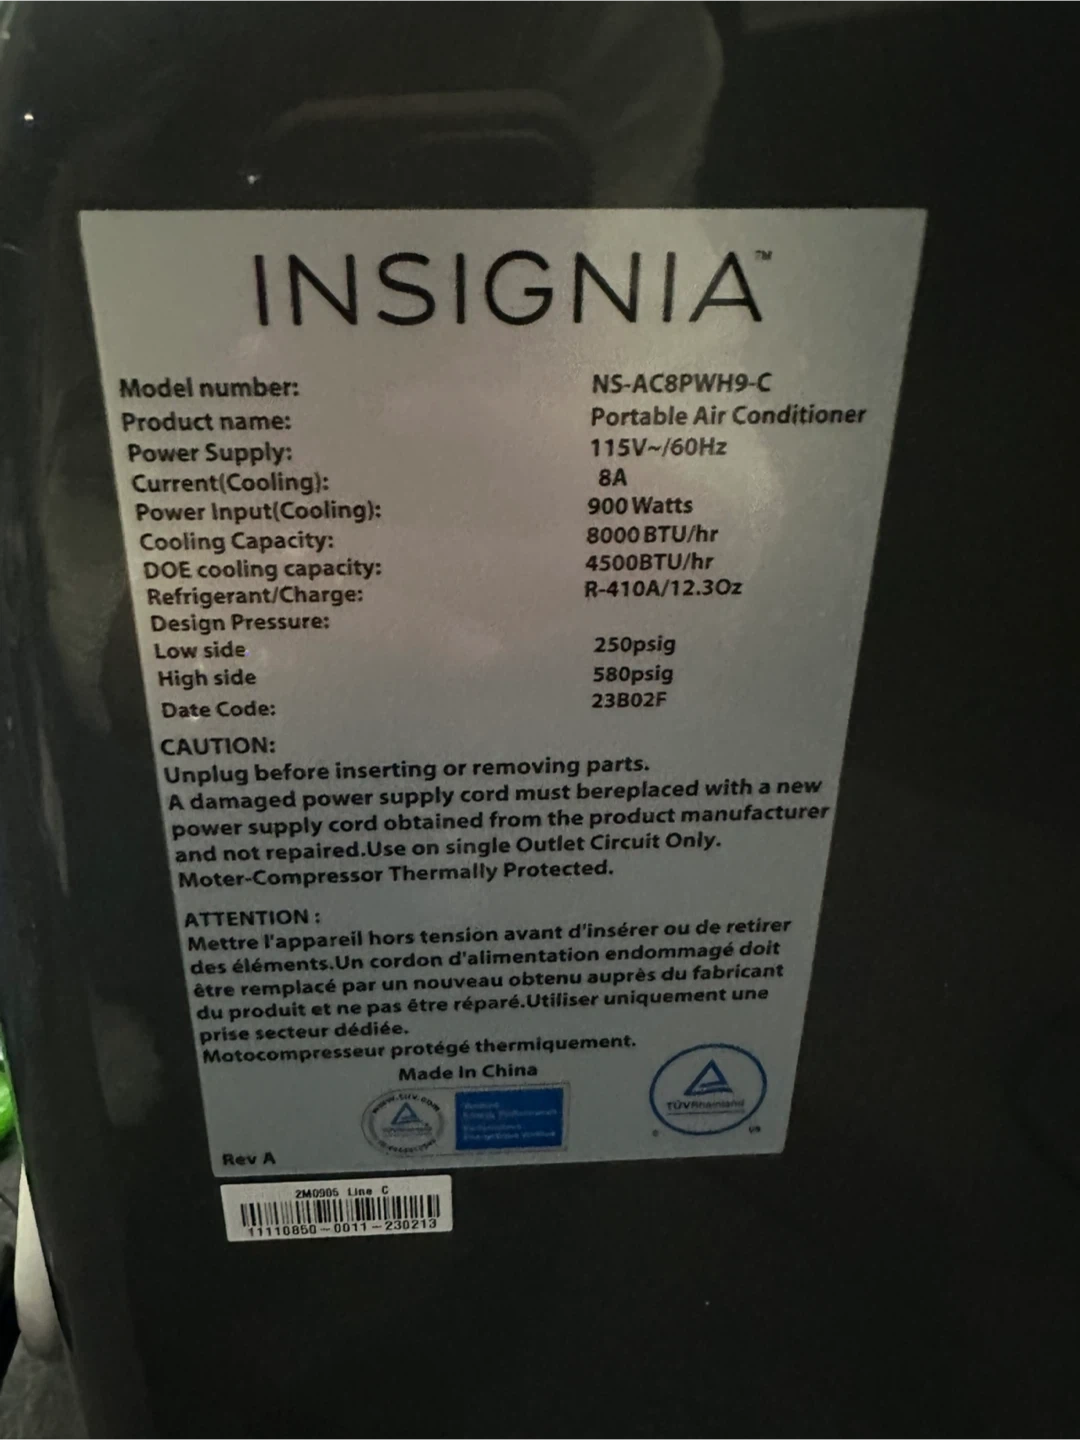 INSIGNIA™
Model number: NS-AC8PWH9-C
Product name: Portable Air Conditioner
Power Supply: 115V~/60Hz
Current(Cooling): 8A
Power Input(Cooling): 900 Watts
Cooling Capacity: 8000 BTU/hr
DOE cooling capacity: 4500BTU/hr
Refrigerant/Charge: R-410A/12.3Oz
Design Pressure:
Low side 250psig
High side 580psig
Date Code: 23B02F
CAUTION:
Unplug before inserting or removing parts.
A damaged power supply cord must bereplaced with a new
power supply cord obtained from the product manufacturer
and not repaired.Use on single Outlet Circuit Only.
Moter-Compressor Thermally Protected.
ATTENTION :
Mettre l'appareil hors tension avant d'insérer ou de retirer
des éléments.Un cordon d'alimentation endommagé doit
être remplacé par un nouveau obtenu auprès du fabricant
du produit et ne pas être réparé.Utiliser uniquement une
prise secteur dédiée.
Motocompresseur protégé thermiquement.
Made In China
www.tuv.com
TÜVRheinland
Rev A
2M0905 Line C
11110850-0011-230213